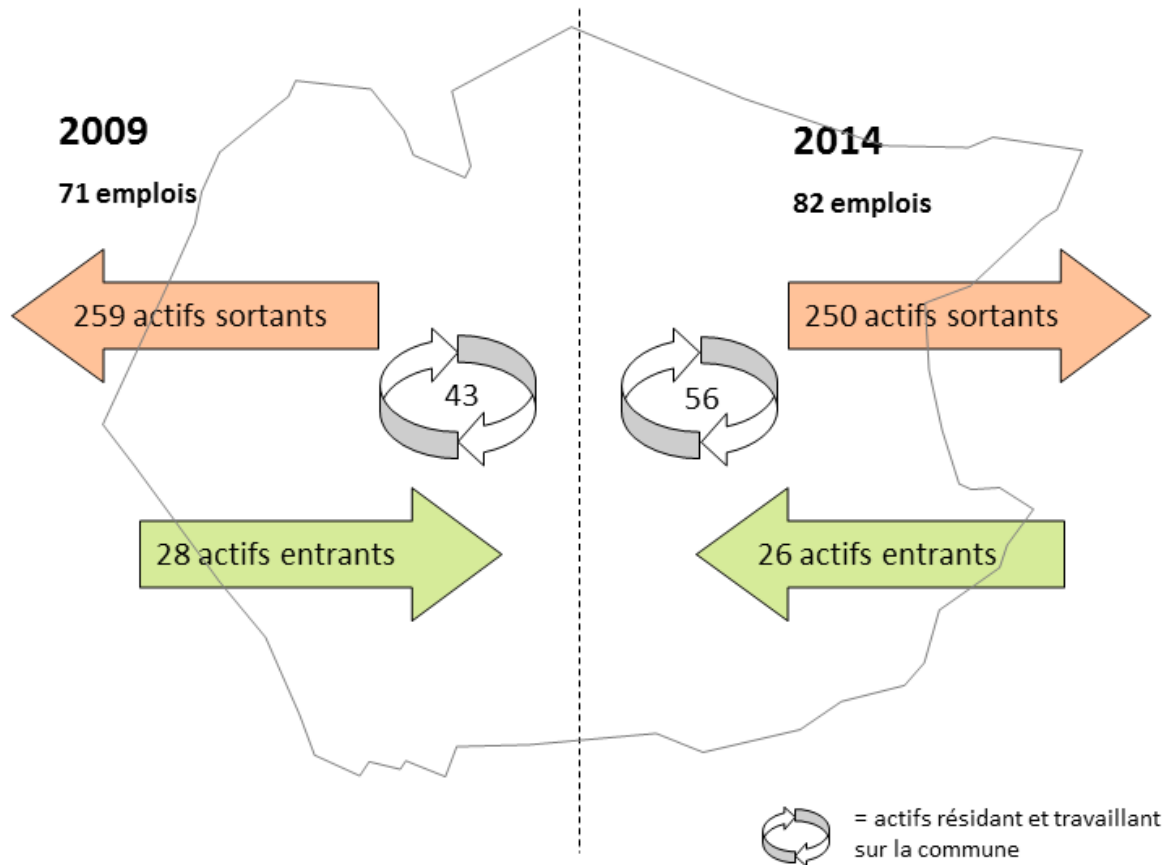 2009
71 emplois
259 actifs sortants
43
28 actifs entrants
2014
82 emplois
250 actifs sortants
56
26 actifs entrants
= actifs résidant et travaillant
sur la commune